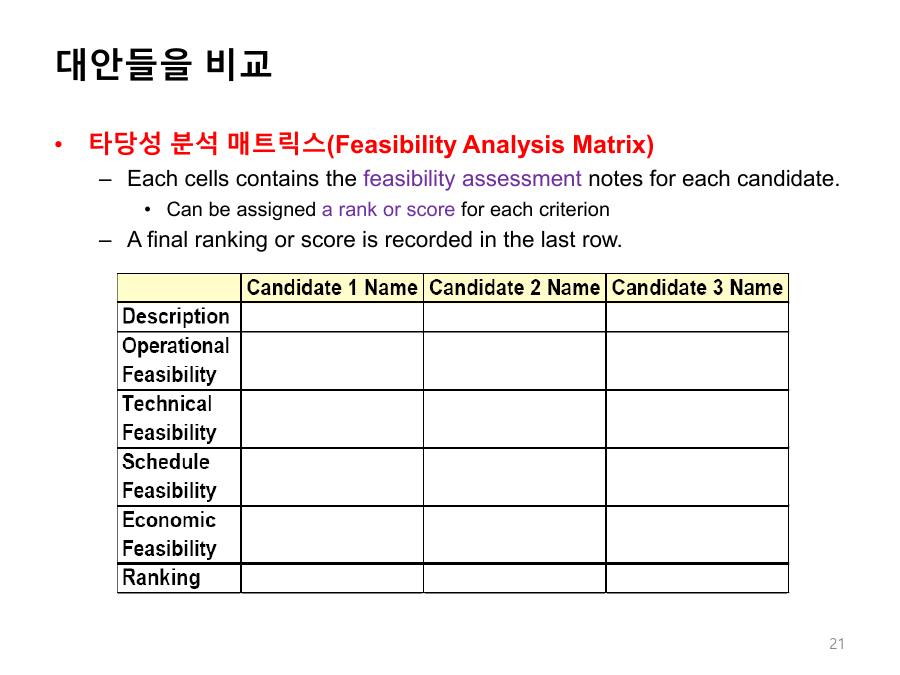 대안들을 비교
• 타당성 분석 매트릭스(Feasibility Analysis Matrix)
– Each cells contains the feasibility assessment notes for each candidate.
• Can be assigned a rank or score for each criterion
– A final ranking or score is recorded in the last row.
Candidate 1 Name Candidate 2 Name Candidate 3 Name
Description
Operational
Feasibility
Technical
Feasibility
Schedule
Feasibility
Economic
Feasibility
Ranking
21